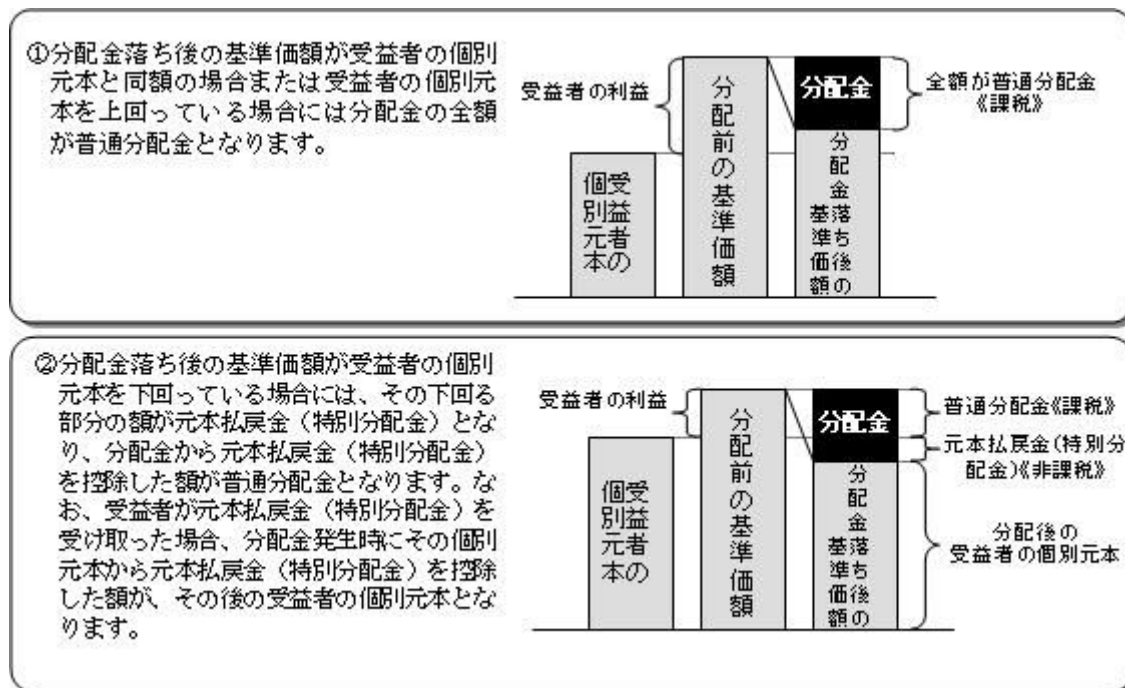 ①分配金落ち後の基準価額が受益者の個別
元本と同額の場合または受益者の個別元
本を上回っている場合には分配金の全額
が普通分配金となります。
受益者の利益
受益者の
個別元本
分配前の基準価額
分配金
分配金落ち後の
基準価額
全額が普通分配金
《課税》
②分配金落ち後の基準価額が受益者の個別
元本を下回っている場合には、その下回る
部分の額が元本払戻金（特別分配金）とな
り、分配金から元本払戻金（特別分配金）
を控除した額が普通分配金となります。な
お、受益者が元本払戻金（特別分配金）を
受け取った場合、分配金発生時にその個別
元本から元本払戻金（特別分配金）を控除
した額が、その後の受益者の個別元本とな
ります。
受益者の利益
受益者の
個別元本
分配前の基準価額
分配金
分配金落ち後の
基準価額
普通分配金《課税》
元本払戻金(特別分
配金)《非課税》
分配後の
受益者の個別元本